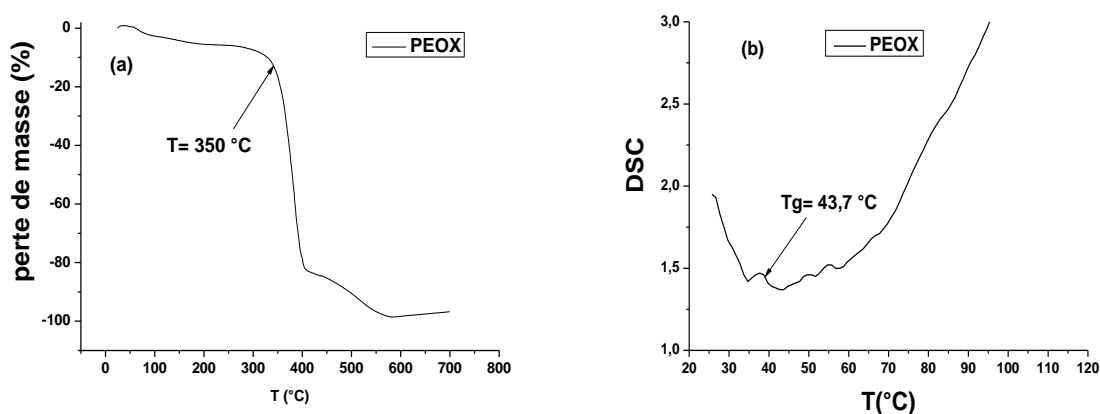 (a)
PEOX
T= 350 °C
perte de masse (%)
0
-20
-40
-60
-80
-100
0 100 200 300 400 500 600 700 800
T (°C)
(b)
PEOX
Tg= 43,7 °C
DSC
3,0
2,5
2,0
1,5
1,0
20 30 40 50 60 70 80 90 100 110 120
T(°C)